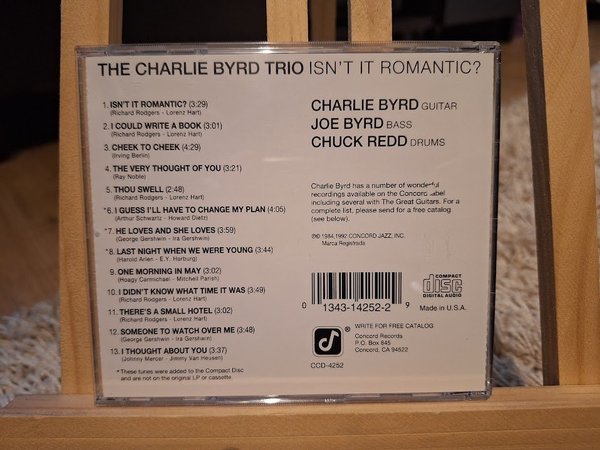 THE CHARLIE BYRD TRIO ISN'T IT ROMANTIC?
1. ISN'T IT ROMANTIC? (3:29)
(Richard Rodgers - Lorenz Hart)
2. I COULD WRITE A BOOK (3:01)
(Richard Rodgers - Lorenz Hart)
3. CHEEK TO CHEEK (4:29)
(Irving Berlin)
4. THE VERY THOUGHT OF YOU (3:21)
(Ray Noble)
5. THOU SWELL (2:48)
(Richard Rodgers - Lorenz Hart)
*6. I GUESS I'LL HAVE TO CHANGE MY PLAN (4:05)
(Arthur Schwartz - Howard Dietz)
*7. HE LOVES AND SHE LOVES (3:59)
(George Gershwin - Ira Gershwin)
*8. LAST NIGHT WHEN WE WERE YOUNG (3:44)
(Harold Arlen - E.Y. Harburg)
9. ONE MORNING IN MAY (3:02)
(Hoagy Carmichael - Mitchell Parish)
10. I DIDN'T KNOW WHAT TIME IT WAS (3:49)
(Richard Rodgers - Lorenz Hart)
11. THERE'S A SMALL HOTEL (3:02)
(Richard Rodgers - Lorenz Hart)
12. SOMEONE TO WATCH OVER ME (3:48)
(George Gershwin - Ira Gershwin)
13. I THOUGHT ABOUT YOU (3:37)
(Johnny Mercer - Jimmy Van Heusen)
*These tunes were added to the Compact Disc
and are not on the original LP or cassette.
CHARLIE BYRD GUITAR
JOE BYRD BASS
CHUCK REDD DRUMS
Charlie Byrd has a number of wonderful
recordings available on the Concord label
including several with The Great Guitars. For a
complete list, please send for a free catalog
(see below).
℗© 1984, 1992 CONCORD JAZZ, INC.
Marca Registrada
0 1343-14252-2 9
COMPACT
disc
DIGITAL AUDIO
Made in U.S.A.
®
WRITE FOR FREE CATALOG
Concord Records
P.O. Box 845
Concord, CA 94522
CCD-4252